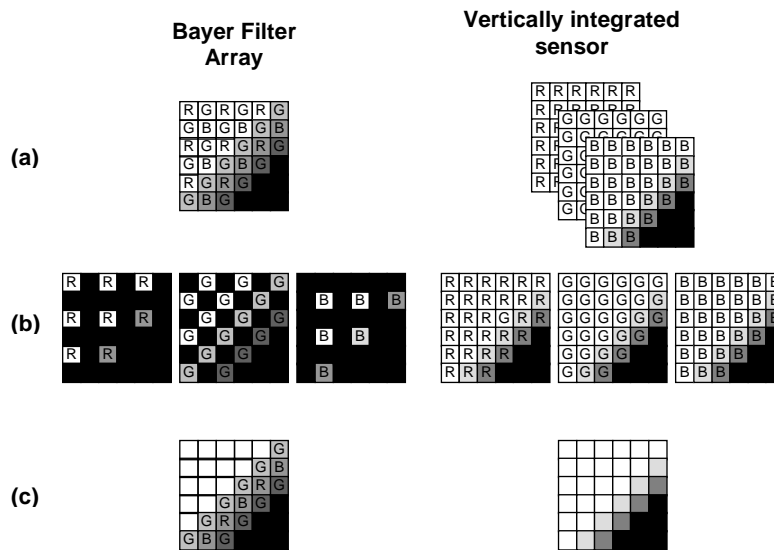 Bayer Filter
Array
Vertically integrated
sensor
(a)
R G R G R G
G B G B G B
R G R G R G
G B G B G
R G R G
G B G
R R R R R R
R
R
R
R
R
G G G G G G
G
G
G
G
G
B B B B B B
B B B B B B
B B B B B B
B B B B B
B B B B
B B B
(b)
R R R
R R R
R R
G G G
G G G
G G G
G G G
G G
G G
B B B
B B
B
R R R R R R
R R R R R R
R R R G R R
R R R R R
R R R R
R R R
G G G G G G
G G G G G G
G G G G G G
G G G G G
G G G G
G G G
B B B B B B
B B B B B B
B B B B B B
B B B B B
B B B B
B B B
(c)
G
G B
G R G
G B G
G R G
G B G